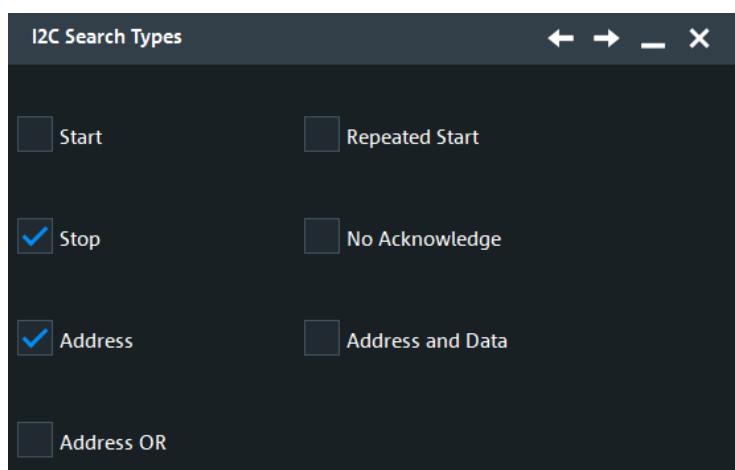 I2C Search Types
Start
Repeated Start
Stop
No Acknowledge
Address
Address and Data
Address OR